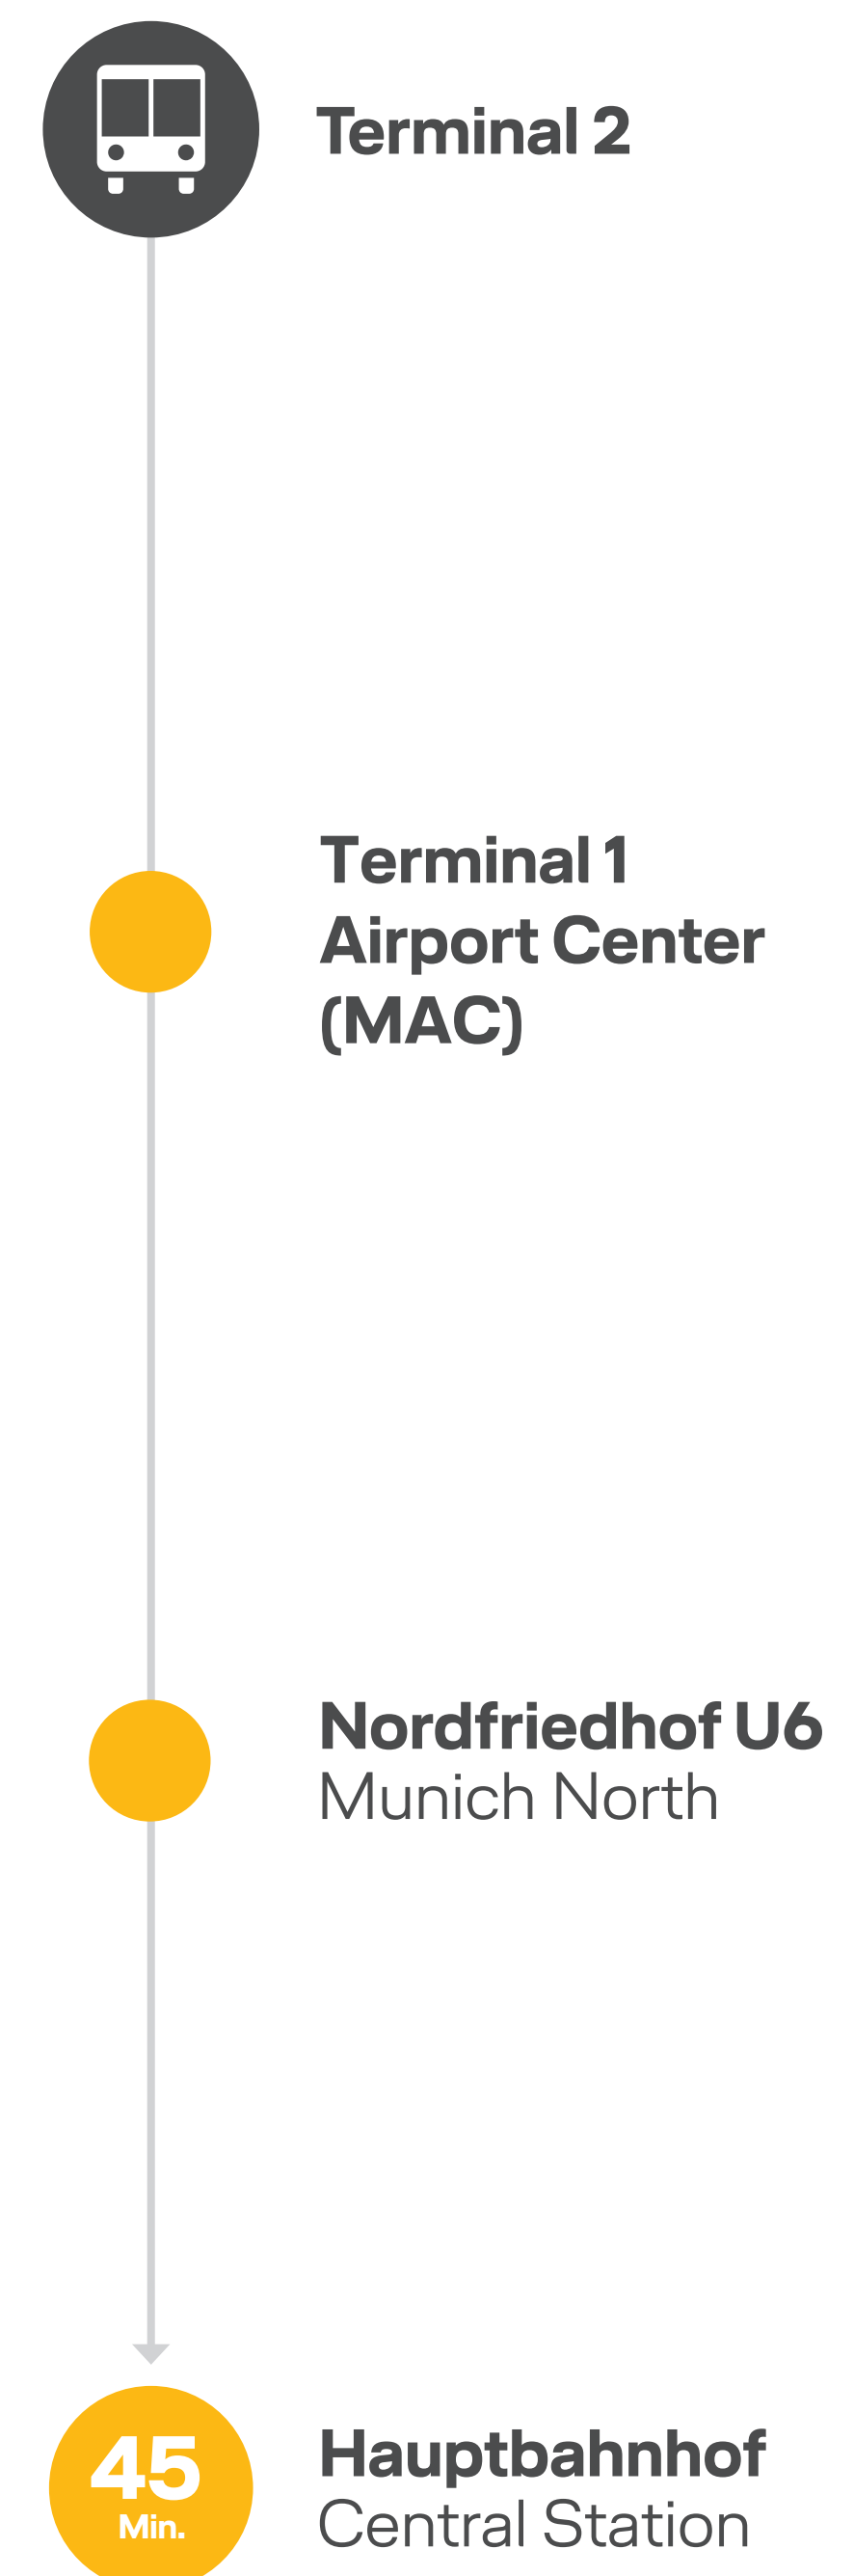 Terminal 2
Terminal 1
Airport Center
(MAC)
Nordfriedhof U6
Munich North
45
Min.
Hauptbahnhof
Central Station